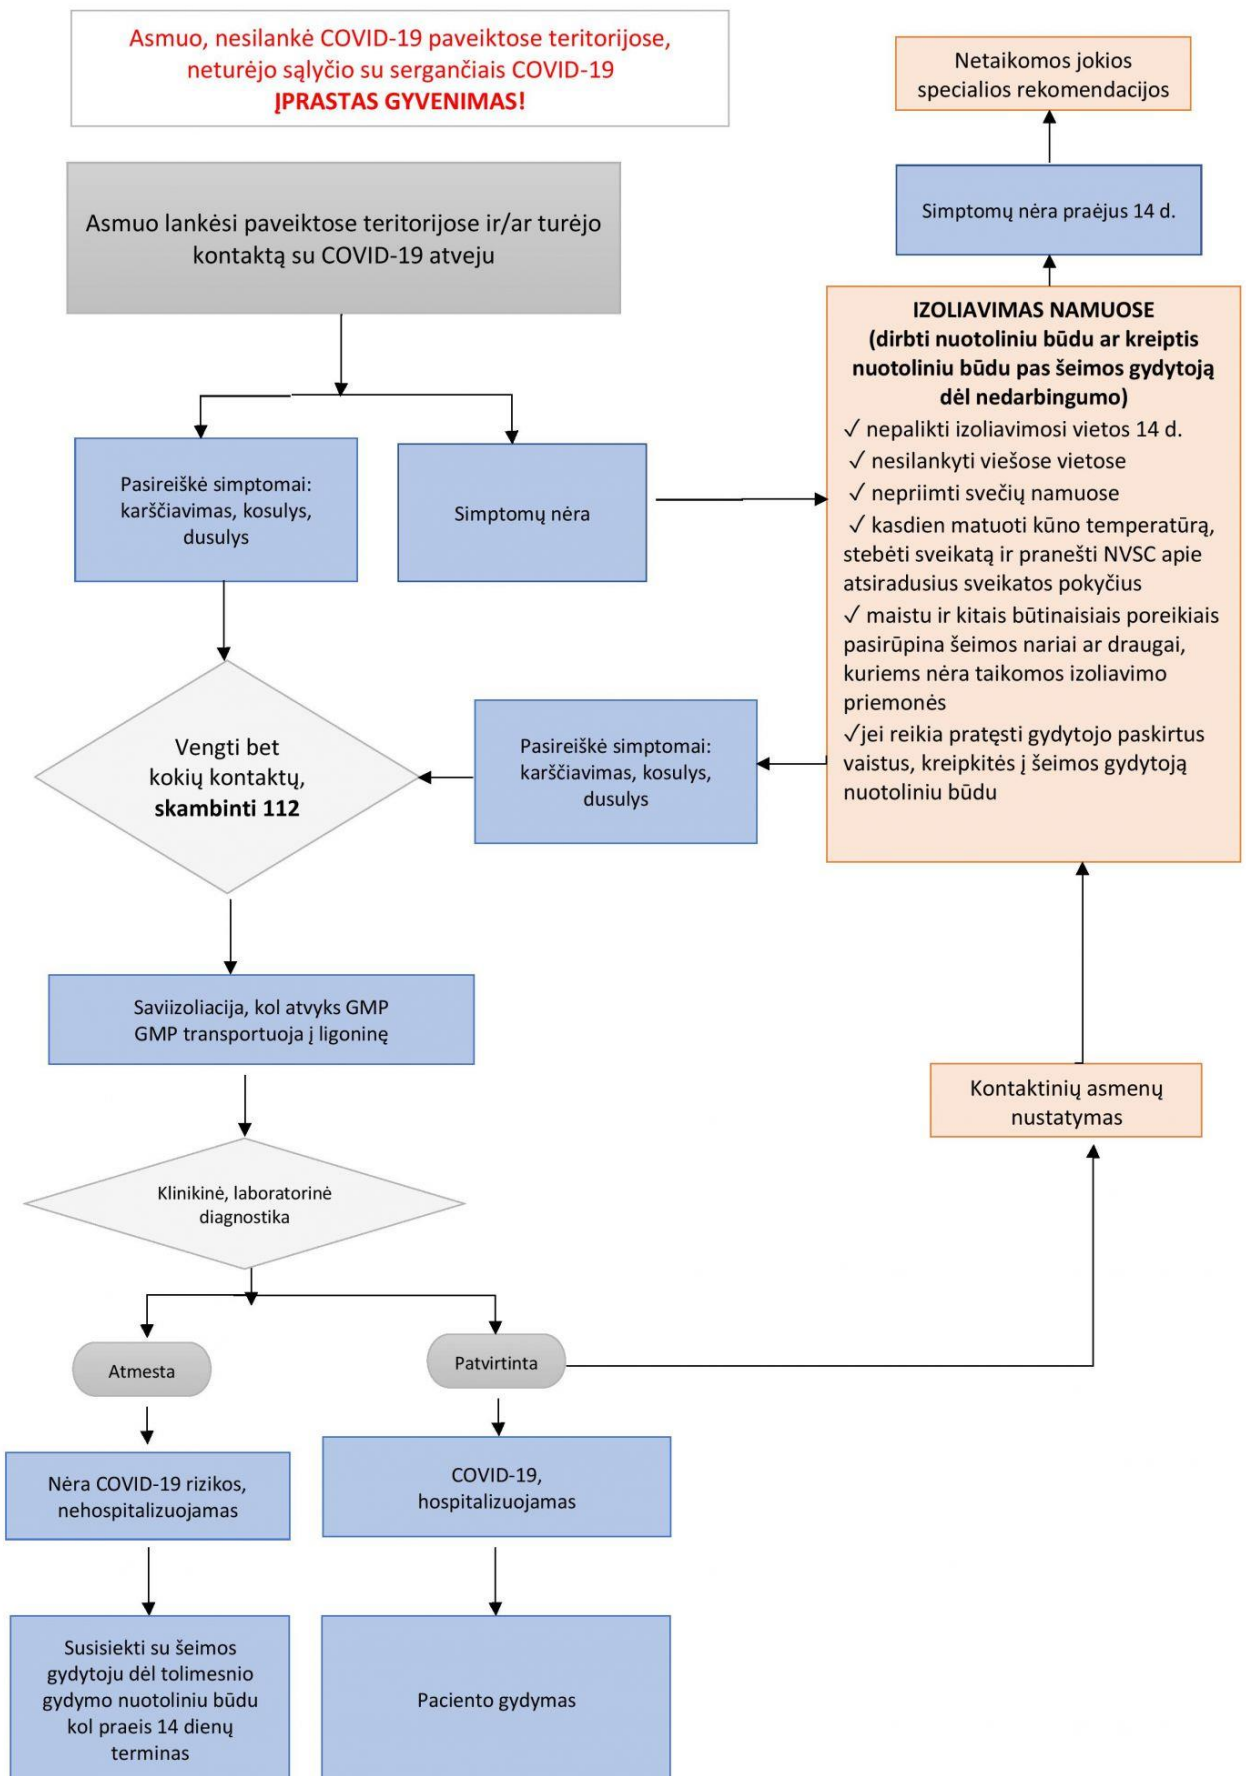 Asmuo, nesilankė COVID-19 paveiktose teritorijose,
neturėjo sąlyčio su sergančiais COVID-19
ĮPRASTAS GYVENIMAS!
Netaikomos jokios
specialios rekomendacijos
Simptomų nėra praėjus 14 d.
Asmuo lankėsi paveiktose teritorijose ir/ar turėjo
kontaktą su COVID-19 atveju
IZOLIAVIMAS NAMUOSE
(dirbti nuotoliniu būdu ar kreiptis
nuotoliniu būdu pas šeimos gydytoją
dėl nedarbingumo)
✓ nepalikti izoliavimosi vietos 14 d.
✓ nesilankyti viešose vietose
✓ nepriimti svečių namuose
✓ kasdien matuoti kūno temperatūrą,
stebėti sveikatą ir pranešti NVSC apie
atsiradusius sveikatos pokyčius
✓ maistu ir kitais būtinaisiais poreikiais
pasirūpina šeimos nariai ar draugai,
kuriems nėra taikomos izoliavimo
priemonės
✓jei reikia pratęsti gydytojo paskirtus
vaistus, kreipkitės į šeimos gydytoją
nuotoliniu būdu
Pasireiškė simptomai:
karščiavimas, kosulys,
dusulys
Simptomų nėra
Pasireiškė simptomai:
karščiavimas, kosulys,
dusulys
Vengti bet
kokių kontaktų,
skambinti 112
Saviizoliacija, kol atvyks GMP
GMP transportuoja į ligoninę
Kontaktinių asmenų
nustatymas
Klinikinė, laboratorinė
diagnostika
Atmesta
Patvirtinta
Nėra COVID-19 rizikos,
nehospitalizuojamas
COVID-19,
hospitalizuojamas
Susisiekti su šeimos
gydytoju dėl tolimesnio
gydymo nuotoliniu būdu
kol praeis 14 dienų
terminas
Paciento gydymas